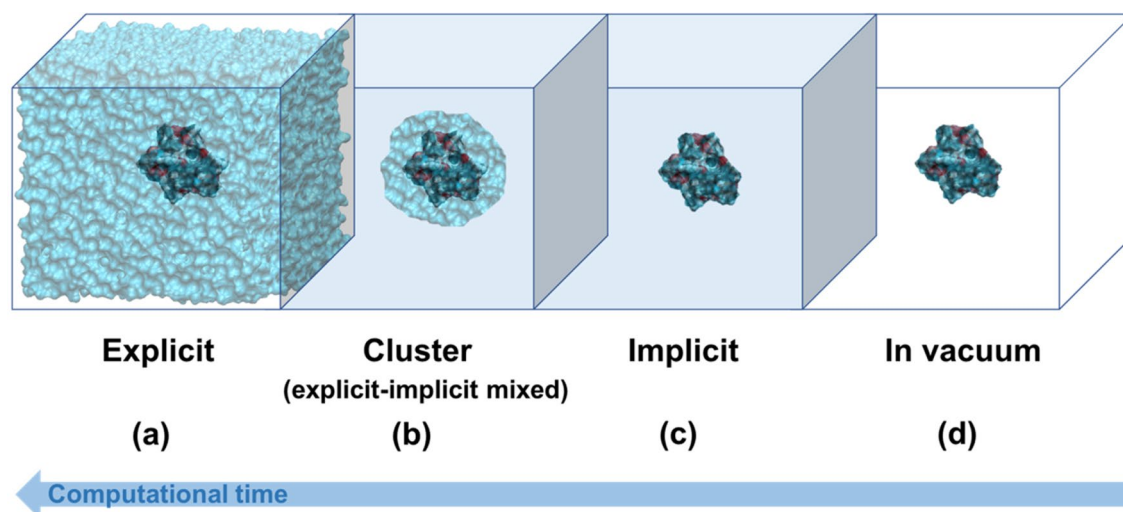 Explicit
Cluster
Implicit
In vacuum
(explicit-implicit mixed)
(a)
(b)
(c)
(d)
Computational time